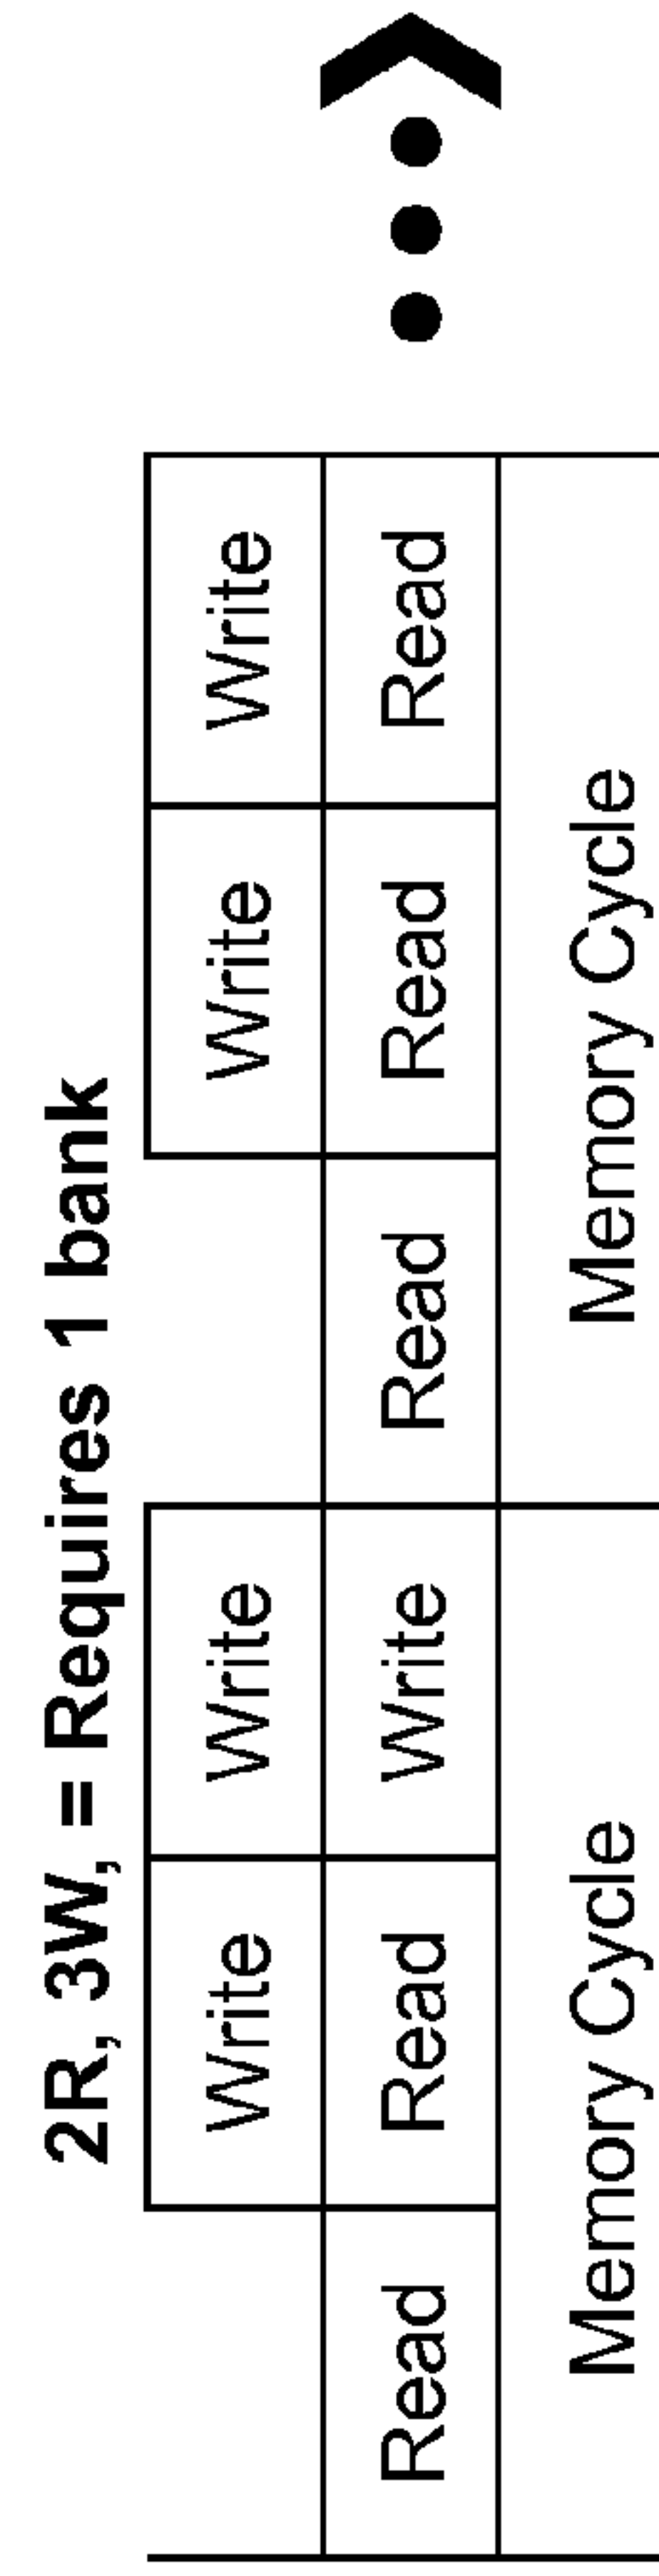 2R, 3W, = Requires 1 bank
Write Write Write Write
Read Read Write Read Read Read
Memory Cycle Memory Cycle